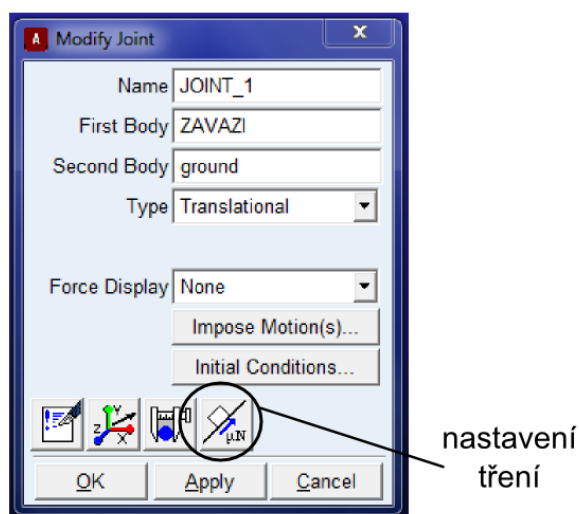 Modify Joint
Name JOINT_1
First Body ZAVAZI
Second Body ground
Type Translational
Force Display None
Impose Motion(s)...
Initial Conditions...
Z Y X μN
nastavení
tření
OK Apply Cancel